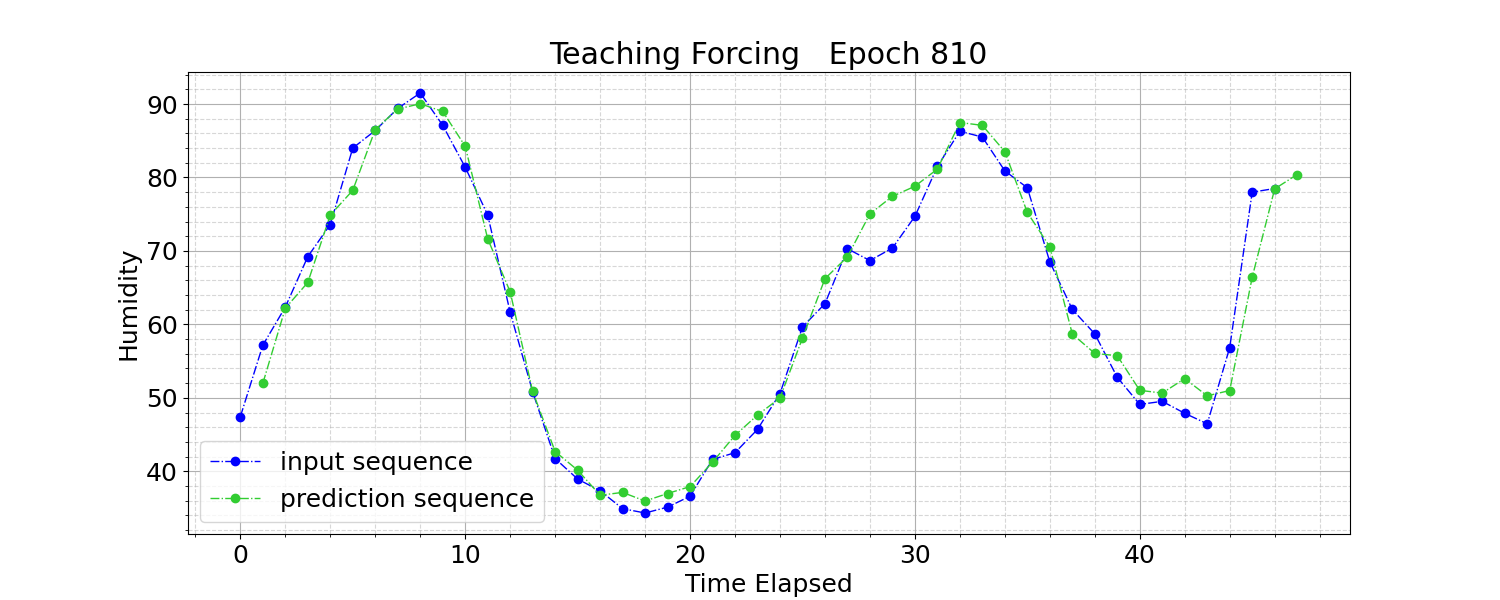 Teaching Forcing   Epoch 810
Humidity
90
80
70
60
50
40
input sequence
prediction sequence
0 10 20 30 40
Time Elapsed